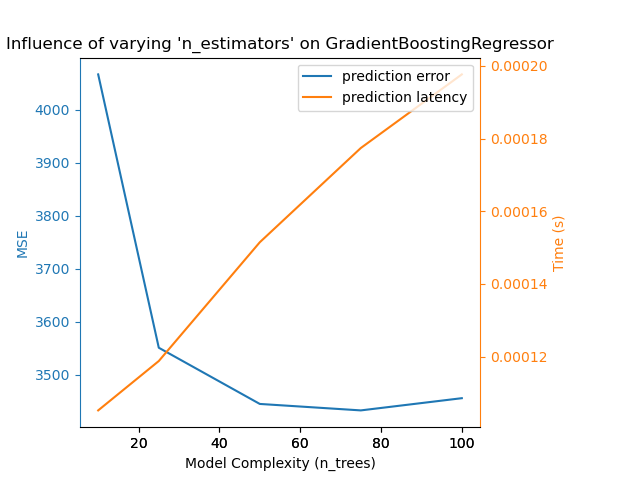 Influence of varying 'n_estimators' on GradientBoostingRegressor
prediction error
prediction latency
MSE
4000
3900
3800
3700
3600
3500
0.00020
0.00018
0.00016
0.00014
0.00012
Time (s)
20 40 60 80 100
Model Complexity (n_trees)